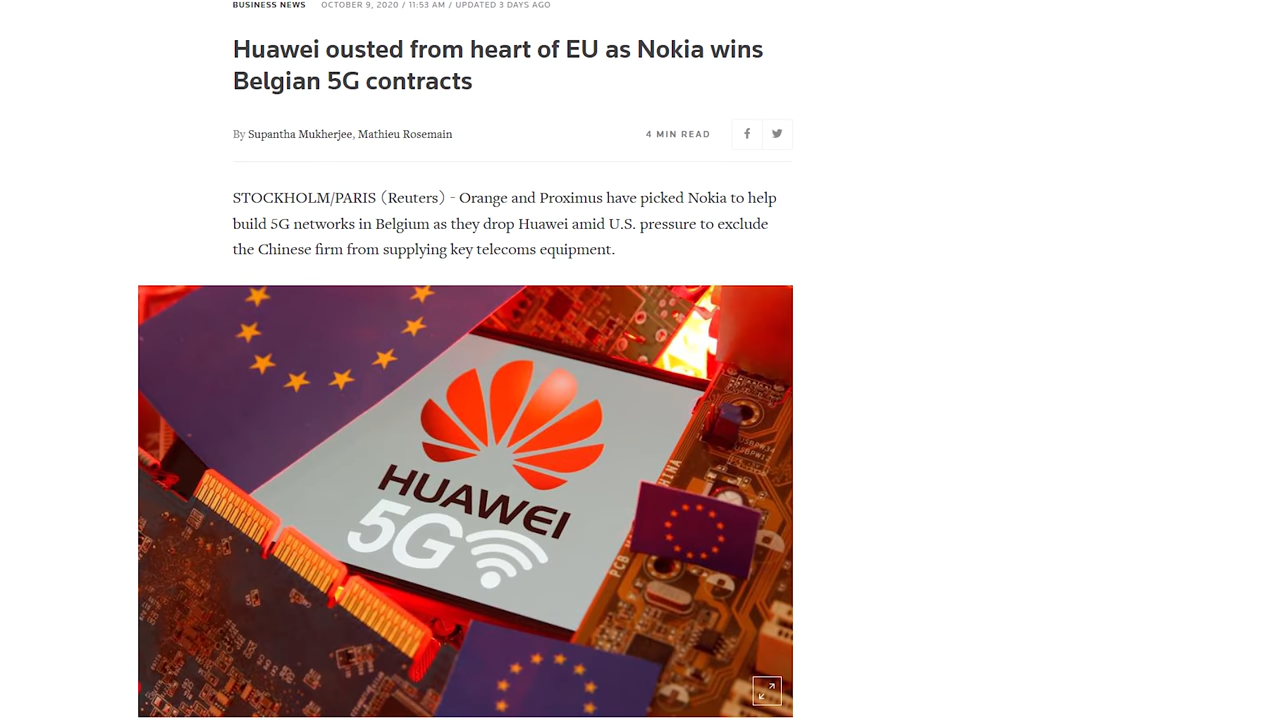 BUSINESS NEWS OCTOBER 9, 2020 / 11:53 AM / UPDATED 3 DAYS AGO
Huawei ousted from heart of EU as Nokia wins
Belgian 5G contracts
By Supantha Mukherjee, Mathieu Rosemain 4 MIN READ
STOCKHOLM/PARIS (Reuters) - Orange and Proximus have picked Nokia to help
build 5G networks in Belgium as they drop Huawei amid U.S. pressure to exclude
the Chinese firm from supplying key telecoms equipment.
HUAWEI
5G
PCB